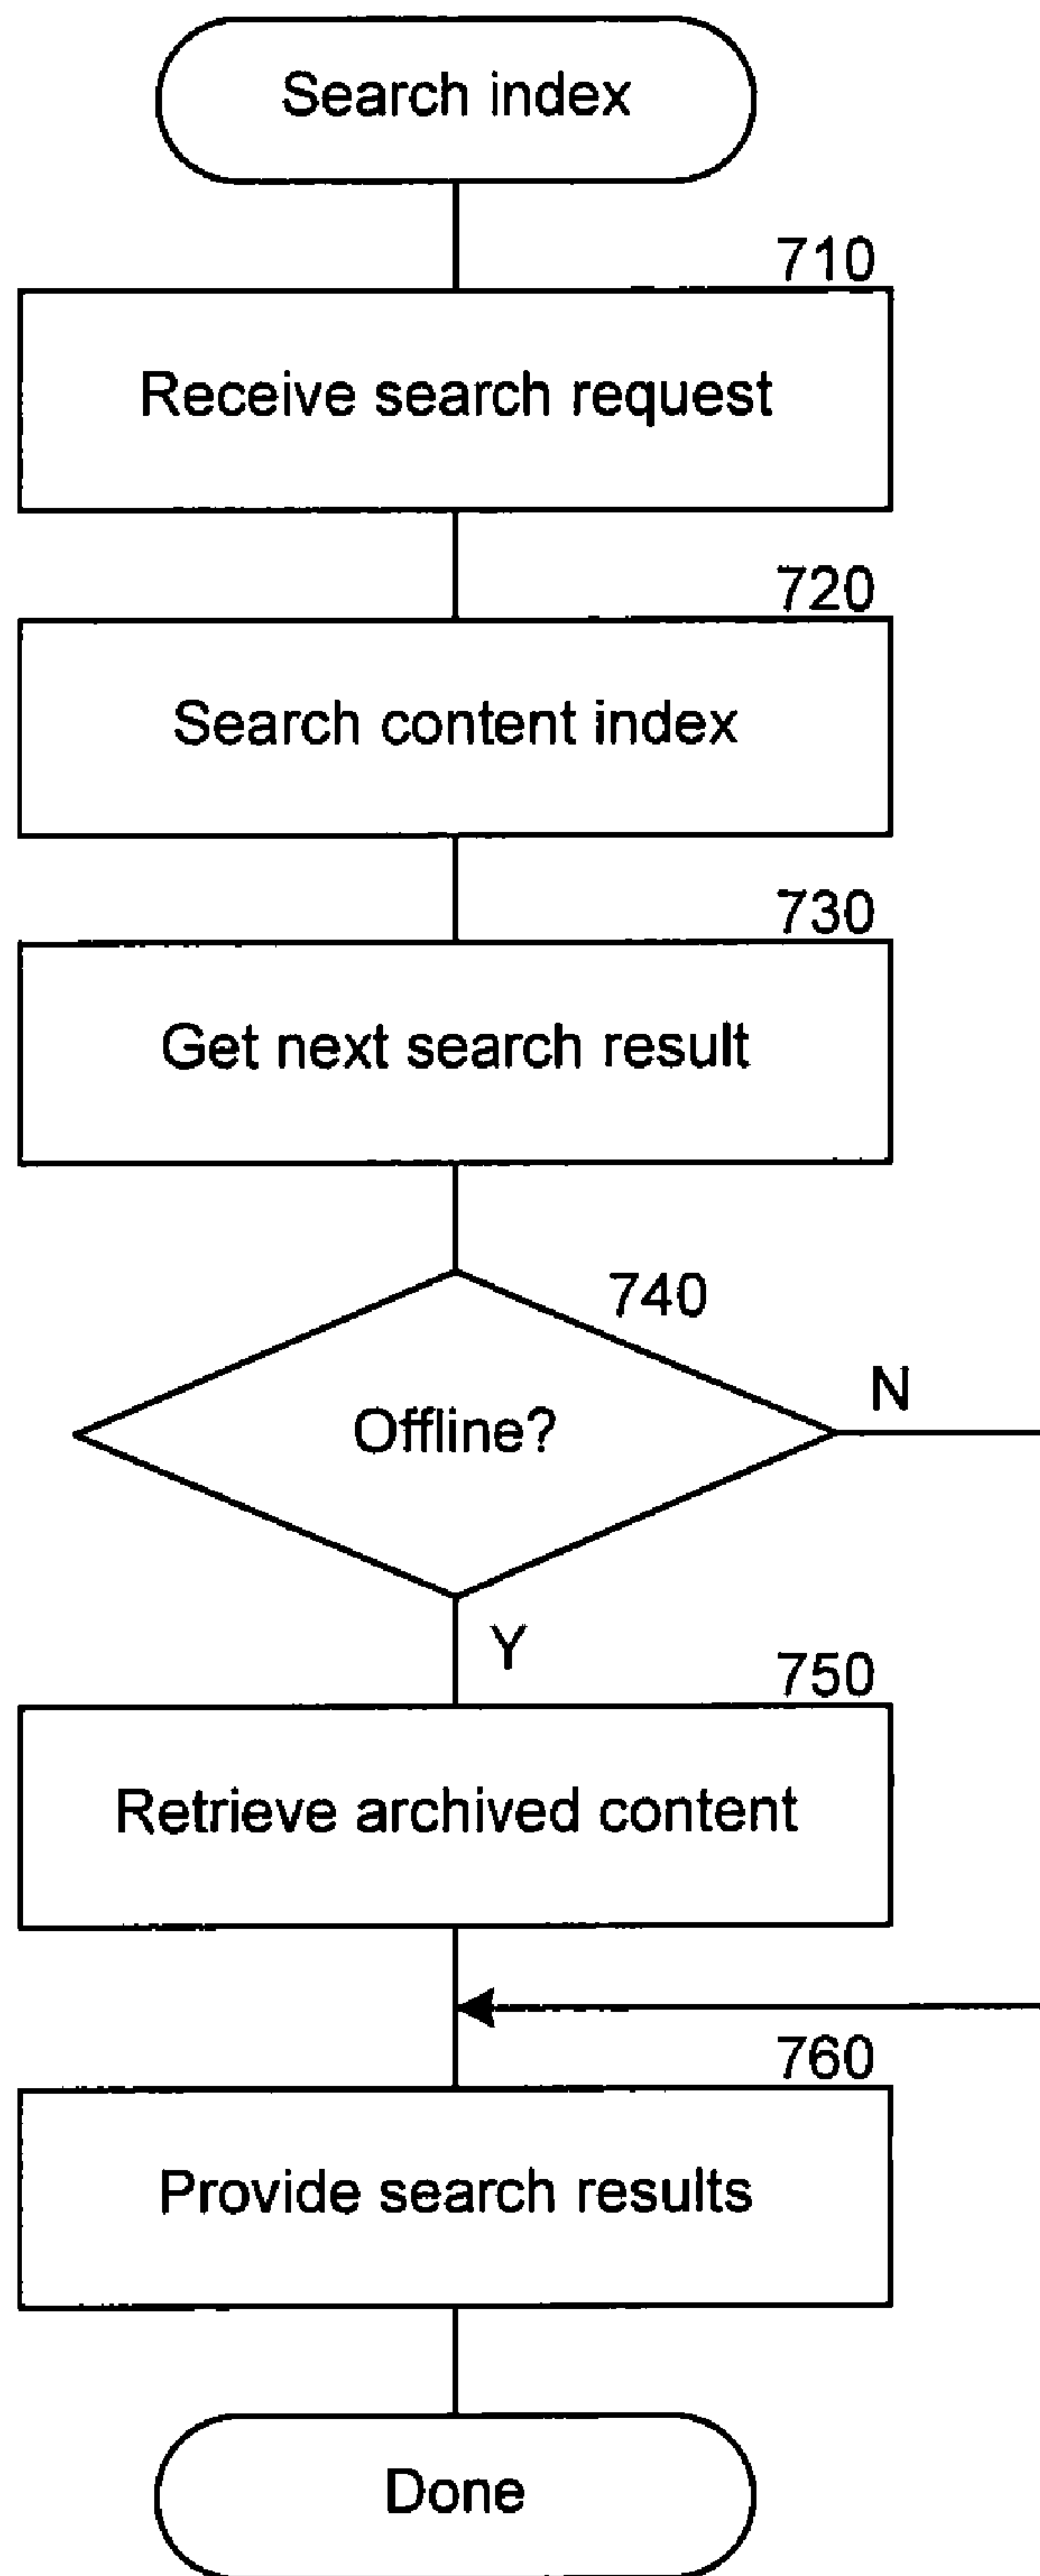 Search index
710
Receive search request
720
Search content index
730
Get next search result
740
Offline?
N
Y
750
Retrieve archived content
760
Provide search results
Done